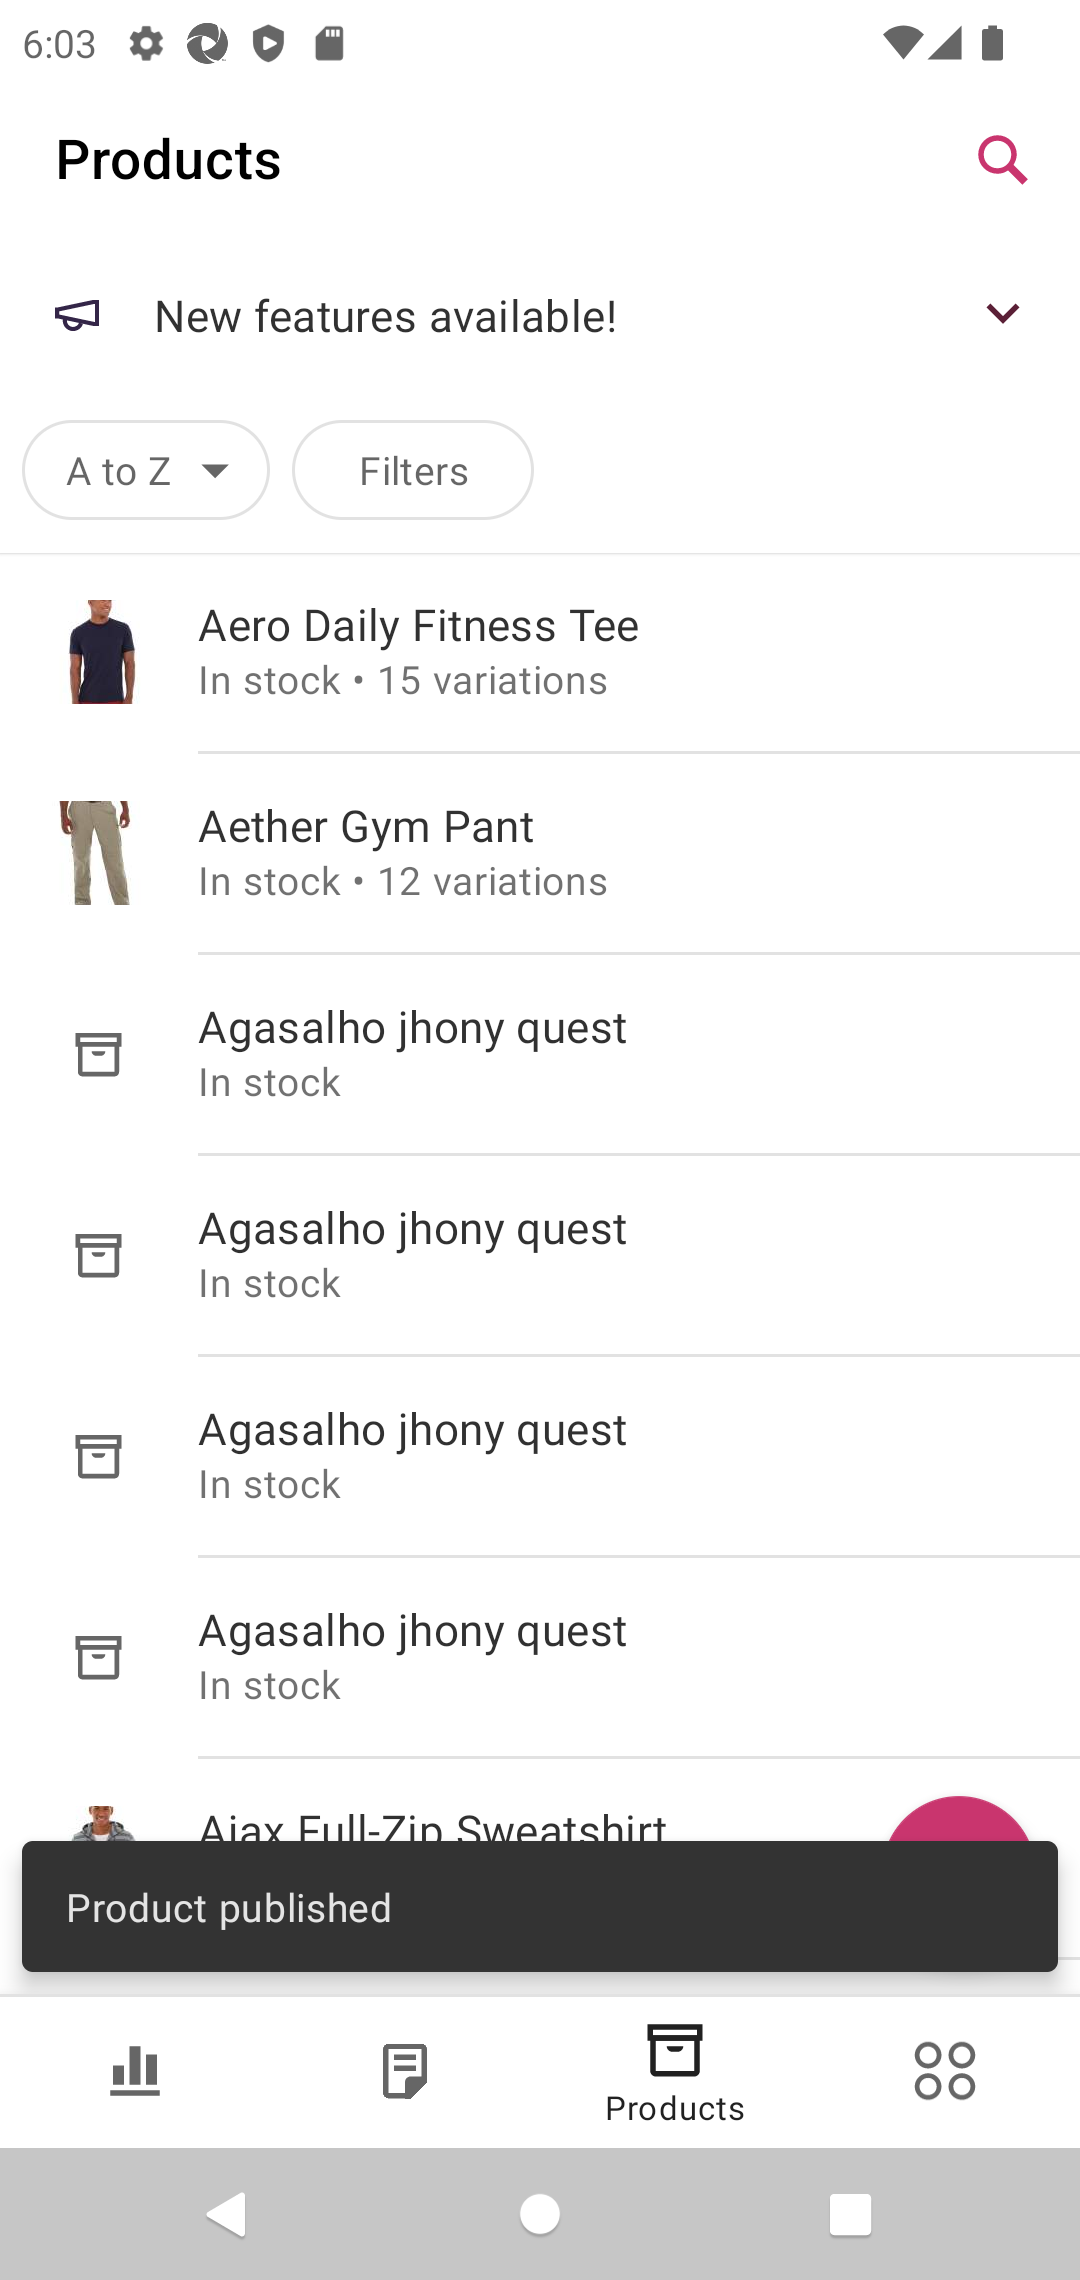 6:03
Products
New features available!
A to Z
Filters
Aero Daily Fitness Tee
In stock • 15 variations
Aether Gym Pant
In stock • 12 variations
Agasalho jhony quest
In stock
Agasalho jhony quest
In stock
Agasalho jhony quest
In stock
Agasalho jhony quest
In stock
Ajax Full-Zip Sweatshirt
Product published
Products